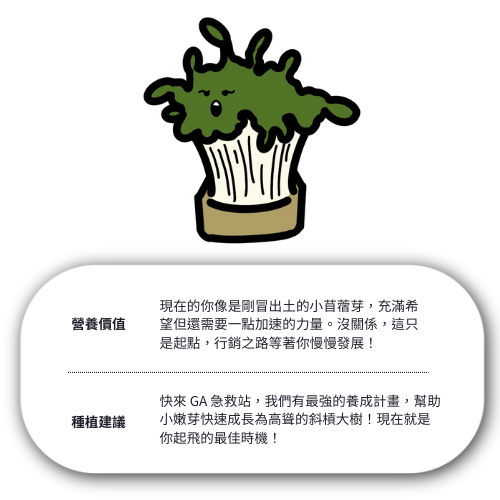 營養價值
現在的你像是剛冒出土的小苜蓿芽，充滿希
望但還需要一點加速的力量。沒關係，這只
是起點，行銷之路等著你慢慢發展！
種植建議
快來 GA 急救站，我們有最強的養成計畫，幫助
小嫩芽快速成長為高聳的斜槓大樹！現在就是
你起飛的最佳時機！